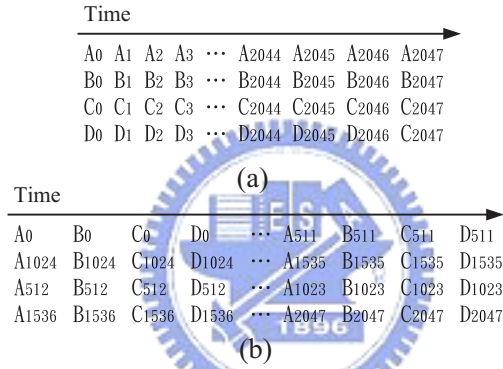 Time
A0 A1 A2 A3 ··· A2044 A2045 A2046 A2047
B0 B1 B2 B3 ··· B2044 B2045 B2046 B2047
C0 C1 C2 C3 ··· C2044 C2045 C2046 C2047
D0 D1 D2 D3 ··· D2044 D2045 D2046 C2047
(a)
Time
A0 B0 C0 D0 ··· A511 B511 C511 D511
A1024 B1024 C1024 D1024 ··· A1535 B1535 C1535 D1535
A512 B512 C512 D512 ··· A1023 B1023 C1023 D1023
A1536 B1536 C1536 D1536 ··· A2047 B2047 C2047 D2047
1896
(b)